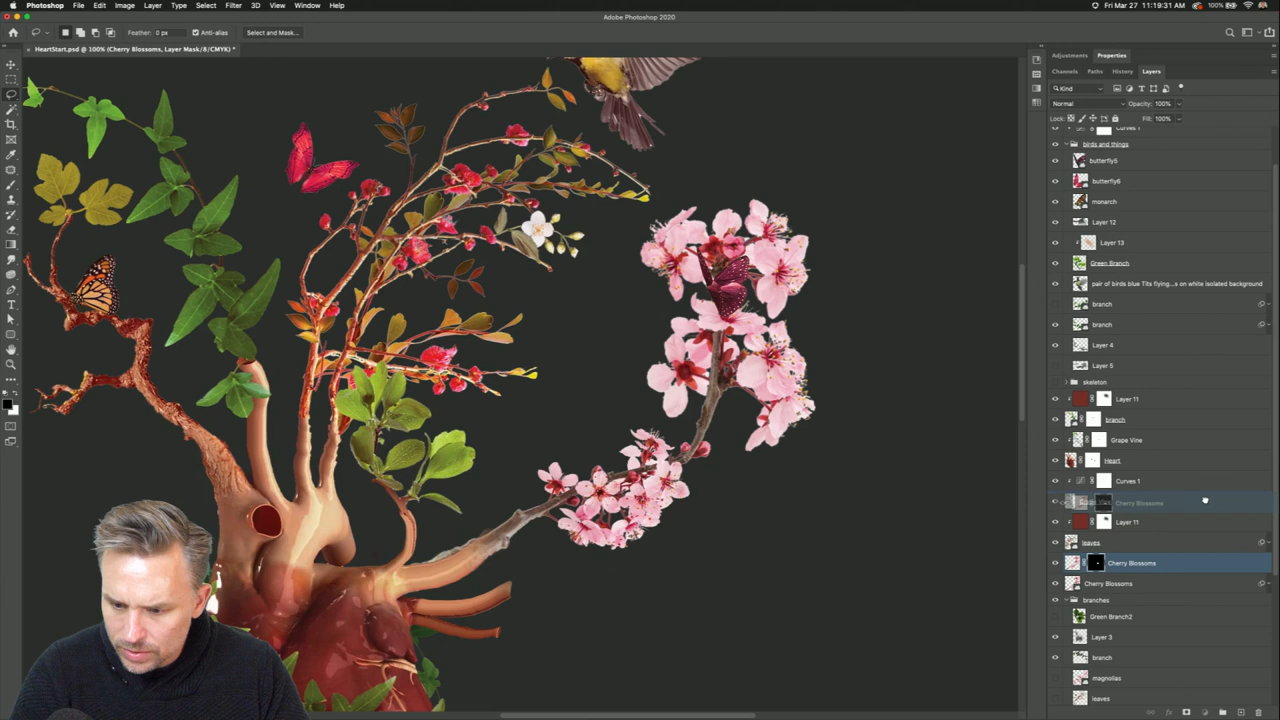 Photoshop File Edit Image Layer Type Select Filter 3D View Window Help
100% Fri Mar 27 11:19:31 AM
Adobe Photoshop 2020
Feather: 0 px Anti-alias Select and Mask...
HeartStart.psd @ 100% (Cherry Blossoms, Layer Mask/8/CMYK) *
Adjustments Properties
Channels Paths History Layers
Kind
Normal Opacity: 100%
Lock: Fill: 100%
Curves 1
birds and things
butterfly5
butterfly6
monarch
Layer 12
Layer 13
Green Branch
pair of birds blue Tits flying...s on white isolated background
branch
branch
Layer 4
Layer 5
skeleton
Layer 11
branch
Grape Vine
Heart
Curves 1
Cherry Blossoms
Layer 11
leaves
Cherry Blossoms
Cherry Blossoms
branches
Green Branch2
Layer 3
branch
magnolias
leaves